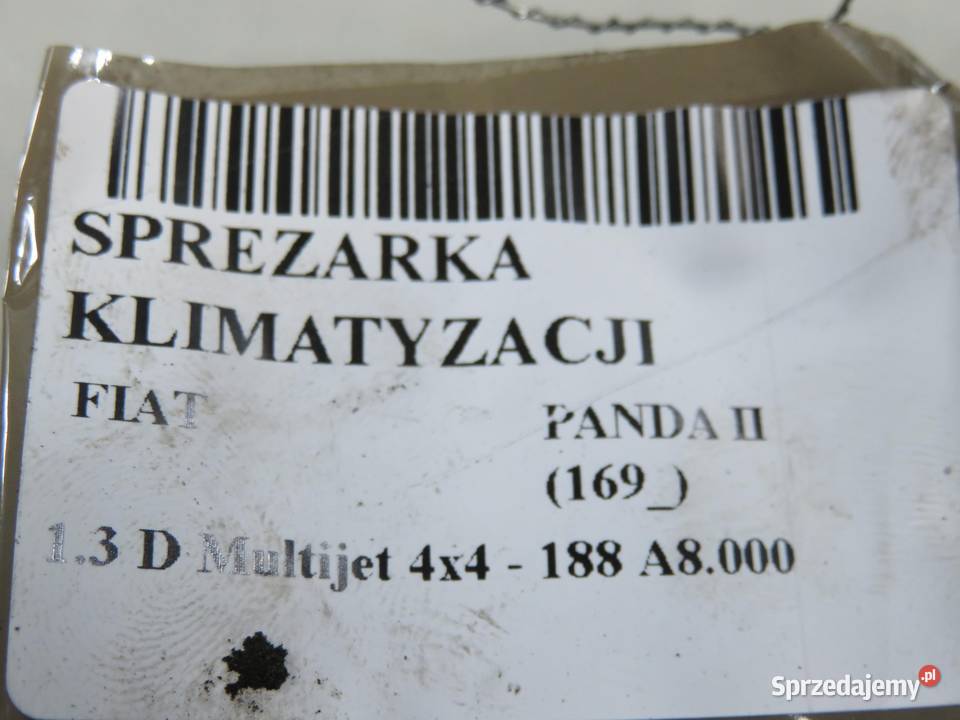 SPREZARKA
KLIMATYZACJI
FIAT PANDA II
(169_)
1.3 D Multijet 4x4 - 188 A8.000
Sprzedajemy.pl